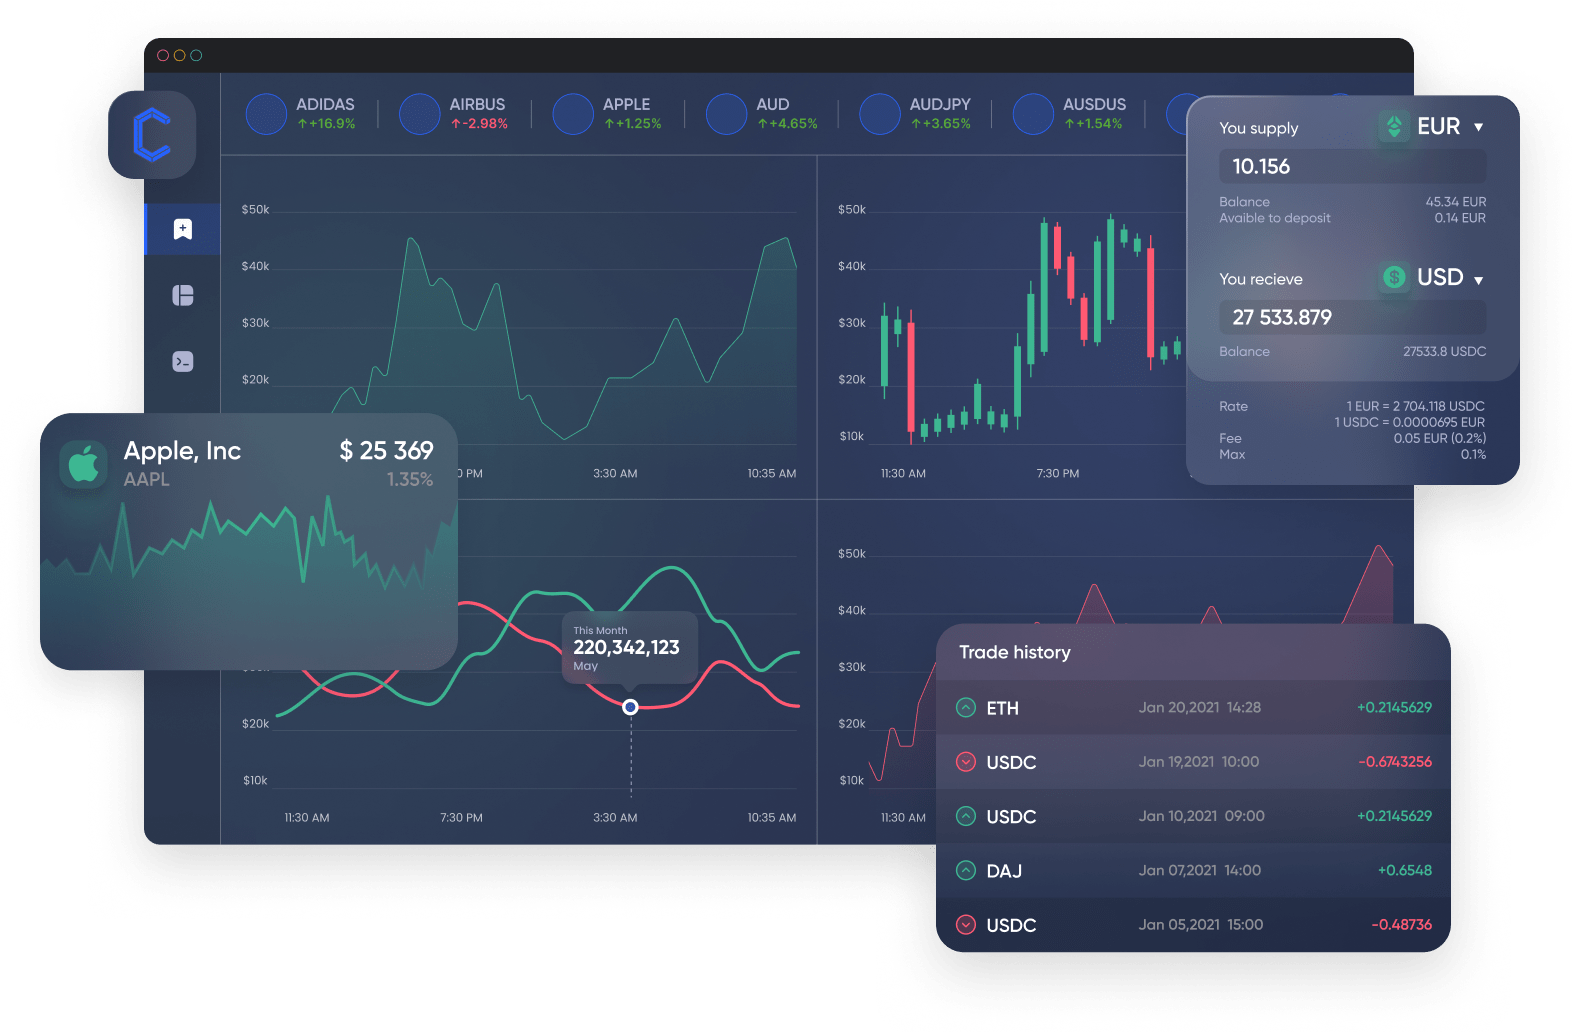 ADIDAS
↑+16.9%
AIRBUS
↑-2.98%
APPLE
↑+1.25%
AUD
↑+4.65%
AUDJPY
↑+3.65%
AUSDUS
↑+1.54%
You supply
EUR ▼
10.156
Balance 45.34 EUR
Avaible to deposit 0.14 EUR
You recieve
$ USD ▼
27 533.879
Balance 27533.8 USDC
Rate 1 EUR = 2 704.118 USDC
1 USDC = 0.0000695 EUR
Fee 0.05 EUR (0.2%)
Max 0.1%
$50k
$40k
$30k
$20k
0 PM 3:30 AM 10:35 AM
$50k
$40k
$30k
$20k
$10k
11:30 AM 7:30 PM
Apple, Inc $ 25 369
AAPL 1.35%
$20k
$10k
11:30 AM 7:30 PM 3:30 AM 10:35 AM
This Month
220,342,123
May
$50k
$40k
$30k
$20k
$10k
11:30 AM
Trade history
ETH Jan 20,2021 14:28 +0.2145629
USDC Jan 19,2021 10:00 -0.6743256
USDC Jan 10,2021 09:00 +0.2145629
DAJ Jan 07,2021 14:00 +0.6548
USDC Jan 05,2021 15:00 -0.48736